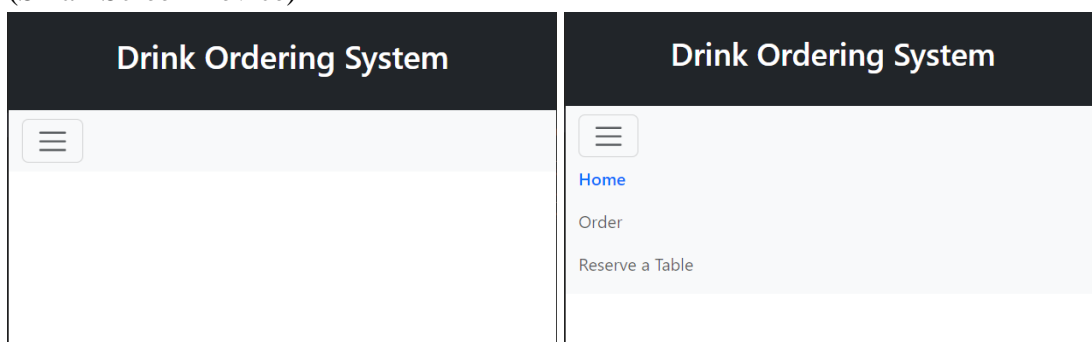 Drink Ordering System
Drink Ordering System
Home
Order
Reserve a Table